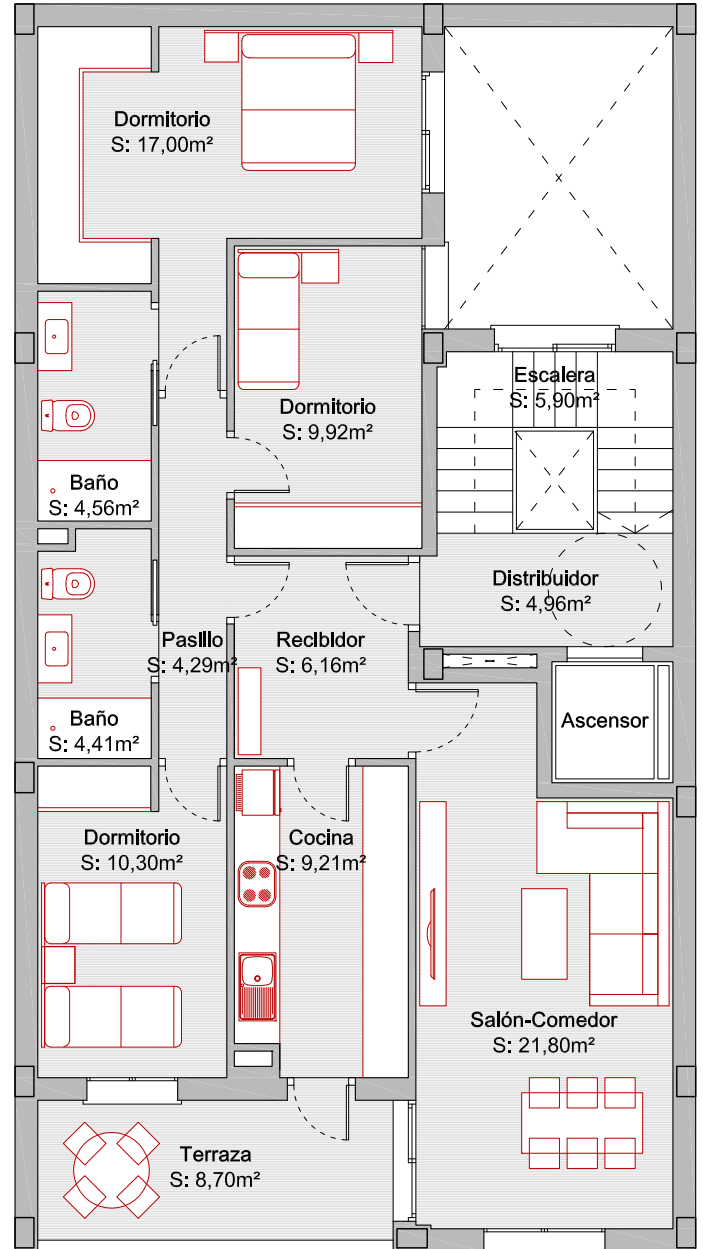 Dormitorio
S: 17,00m²
Escalera
S: 5,90m²
Dormitorio
S: 9,92m²
Baño
S: 4,56m²
Distribuidor
S: 4,96m²
Pasillo
S: 4,29m²
Recibidor
S: 6,16m²
Baño
S: 4,41m²
Ascensor
Dormitorio
S: 10,30m²
Cocina
S: 9,21m²
Salón-Comedor
S: 21,80m²
Terraza
S: 8,70m²